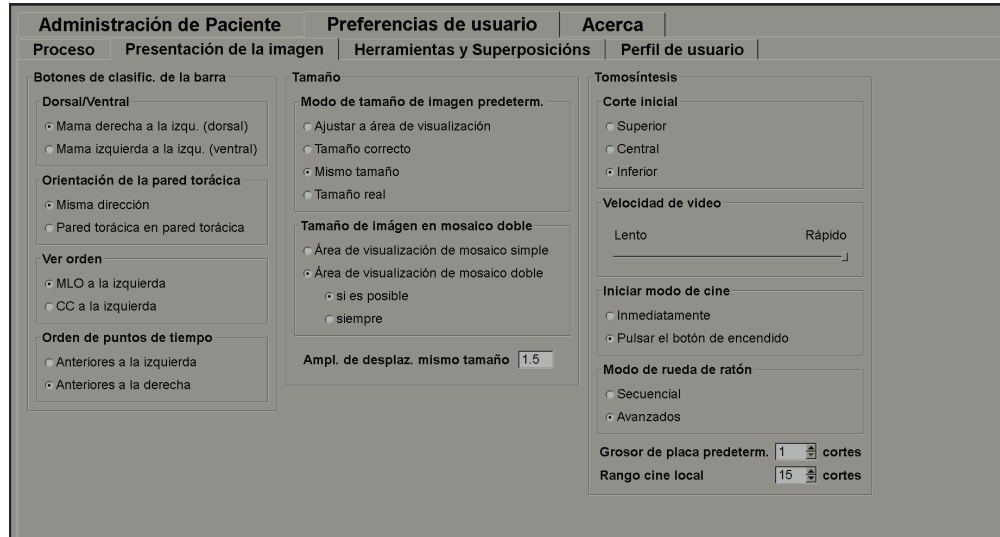 Administración de Paciente Preferencias de usuario Acerca
Proceso Presentación de la imagen Herramientas y Superposicións Perfil de usuario
Botones de clasific. de la barra
Dorsal/Ventral
Mama derecha a la izqu. (dorsal)
Mama izquierda a la izqu. (ventral)
Orientación de la pared torácica
Misma dirección
Pared torácica en pared torácica
Ver orden
MLO a la izquierda
CC a la izquierda
Orden de puntos de tiempo
Anteriores a la izquierda
Anteriores a la derecha
Tamaño
Modo de tamaño de imagen predeterm.
Ajustar a área de visualización
Tamaño correcto
Mismo tamaño
Tamaño real
Tamaño de imágen en mosaico doble
Área de visualización de mosaico simple
Área de visualización de mosaico doble
si es posible
siempre
Ampl. de desplaz. mismo tamaño 1.5
Tomosíntesis
Corte inicial
Superior
Central
Inferior
Velocidad de video
Lento Rápido
Iniciar modo de cine
Inmediatamente
Pulsar el botón de encendido
Modo de rueda de ratón
Secuencial
Avanzados
Grosor de placa predeterm. 1 cortes
Rango cine local 15 cortes